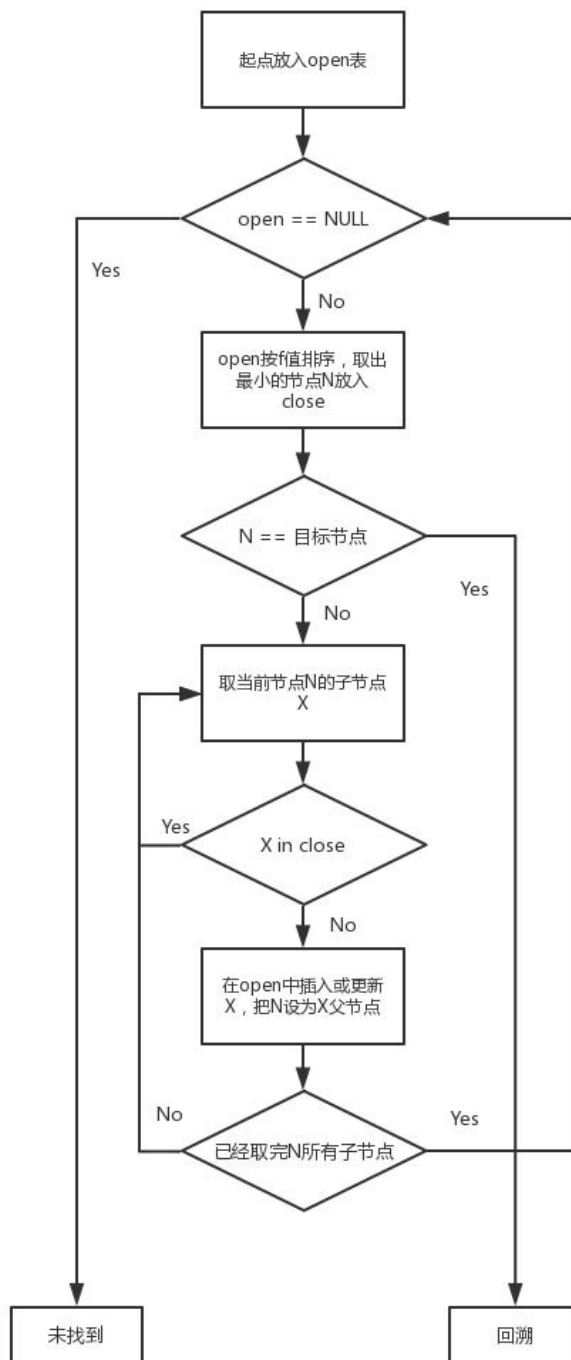 起点放入open表
open == NULL
Yes
No
open按f值排序，取出
最小的节点N放入
close
N == 目标节点
Yes
No
取当前节点N的子节点
X
Yes
X in close
No
在open中插入或更新
X，把N设为X父节点
No
Yes
已经取完N所有子节点
未找到
回溯